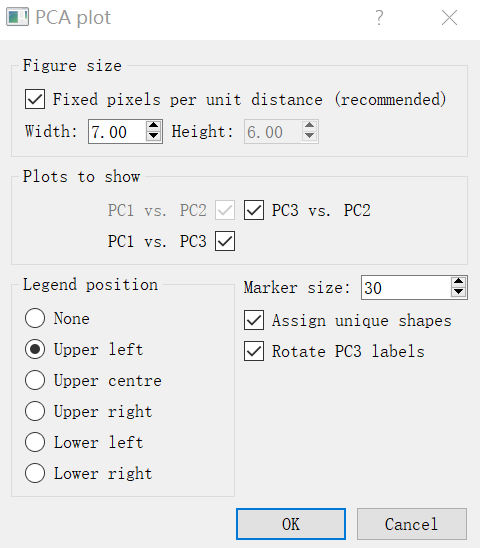 PCA plot
Figure size
Fixed pixels per unit distance (recommended)
Width: 7.00 Height: 6.00
Plots to show
PC1 vs. PC2 PC3 vs. PC2
PC1 vs. PC3
Legend position
None
Upper left
Upper centre
Upper right
Lower left
Lower right
Marker size: 30
Assign unique shapes
Rotate PC3 labels
OK Cancel